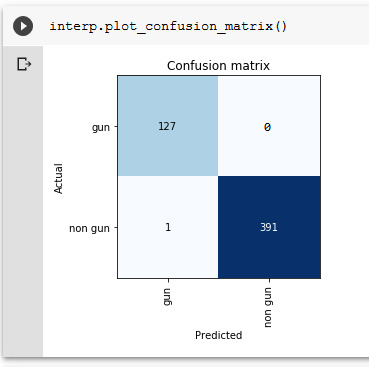 interp.plot_confusion_matrix()
Confusion matrix
gun
127
0
Actual
non gun
1
391
gun
non gun
Predicted